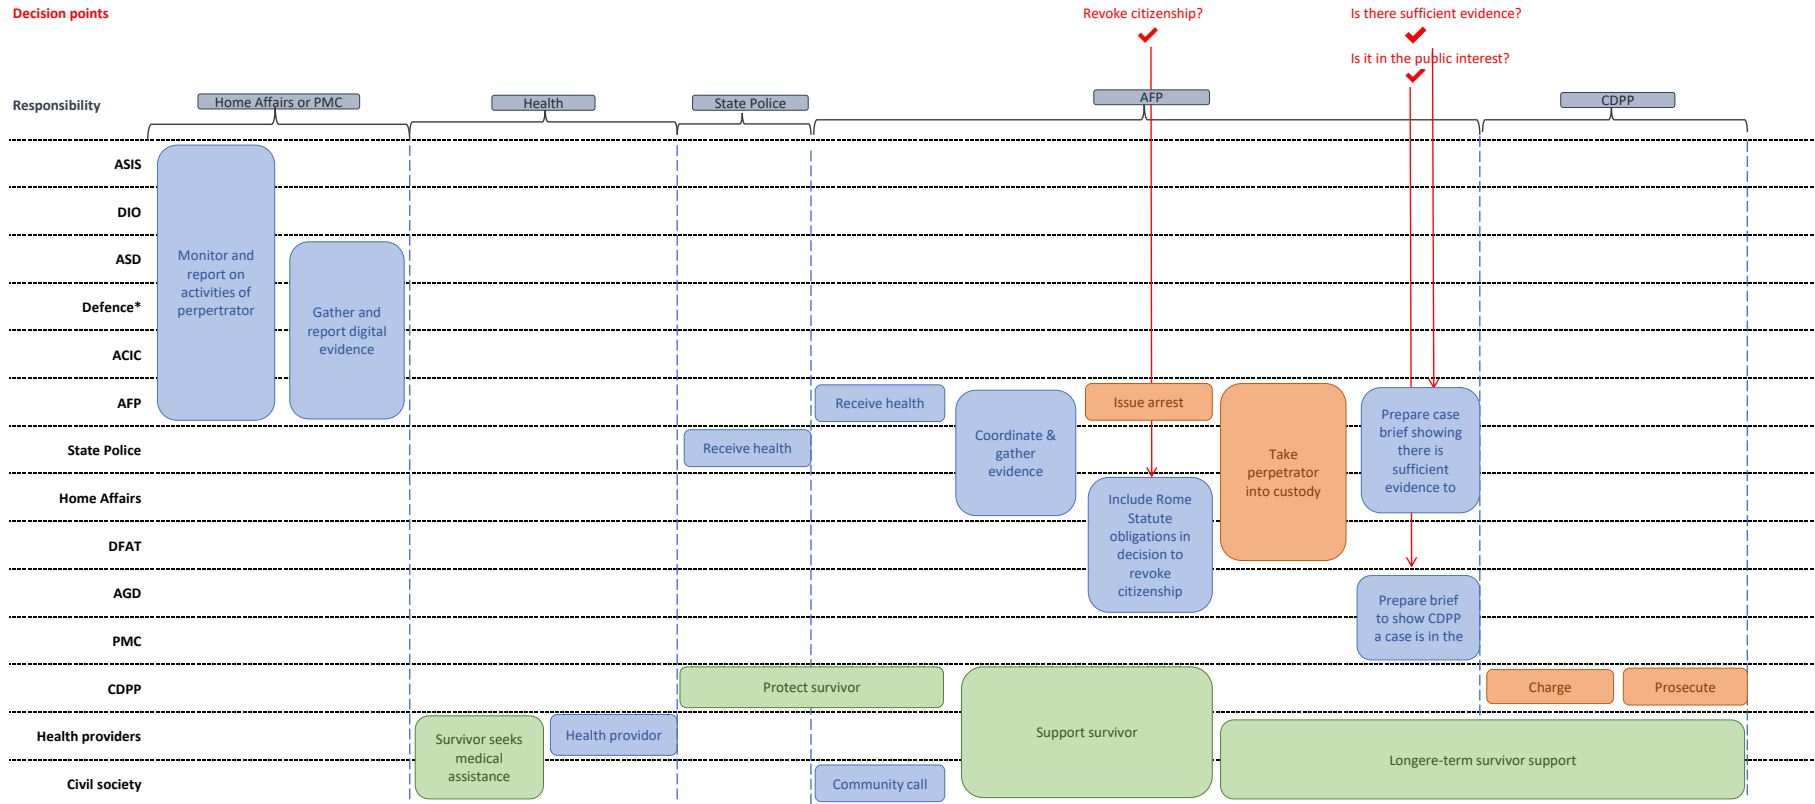 Decision points
Revoke citizenship?
Is there sufficient evidence?
Is it in the public interest?
Responsibility
Home Affairs or PMC
Health
State Police
AFP
CDPP
ASIS
DIO
ASD
Defence*
ACIC
AFP
State Police
Home Affairs
DFAT
AGD
PMC
CDPP
Health providers
Civil society
Monitor and
report on
activities of
perpertrator
Gather and
report digital
evidence
Survivor seeks
medical
assistance
Health providor
Receive health
Protect survivor
Receive health
Community call
Coordinate &
gather
evidence
Support survivor
Issue arrest
Include Rome
Statute
obligations in
decision to
revoke
citizenship
Take
perpetrator
into custody
Prepare case
brief showing
there is
sufficient
evidence to
Prepare brief
to show CDPP
a case is in the
Charge
Prosecute
Longere-term survivor support